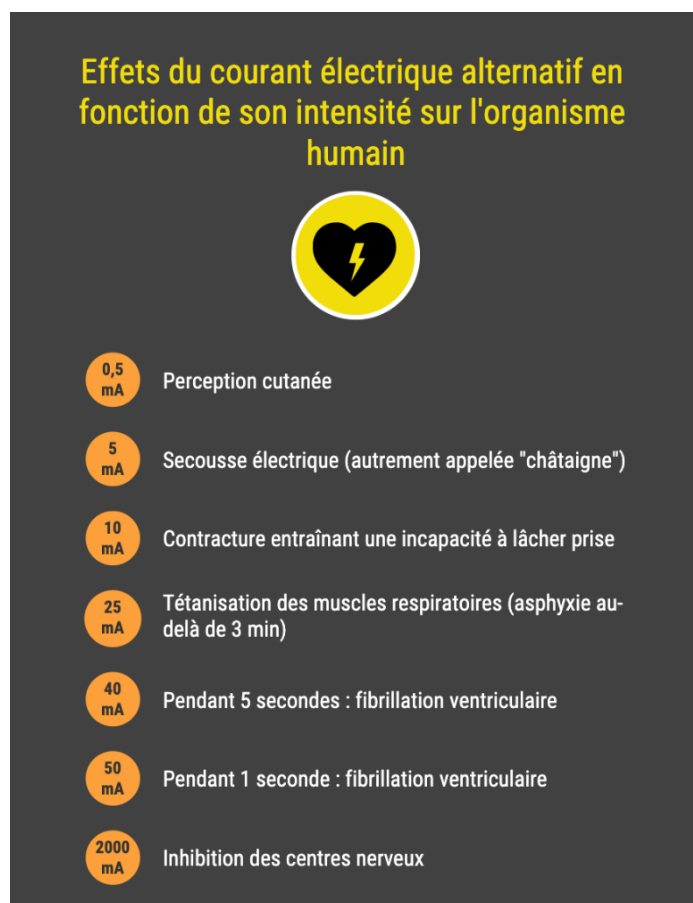 Effets du courant électrique alternatif en
fonction de son intensité sur l'organisme
humain
0,5
mA
Perception cutanée
5
mA
Secousse électrique (autrement appelée "châtaigne")
10
mA
Contracture entraînant une incapacité à lâcher prise
25
mA
Tétanisation des muscles respiratoires (asphyxie au-
delà de 3 min)
40
mA
Pendant 5 secondes : fibrillation ventriculaire
50
mA
Pendant 1 seconde : fibrillation ventriculaire
2000
mA
Inhibition des centres nerveux